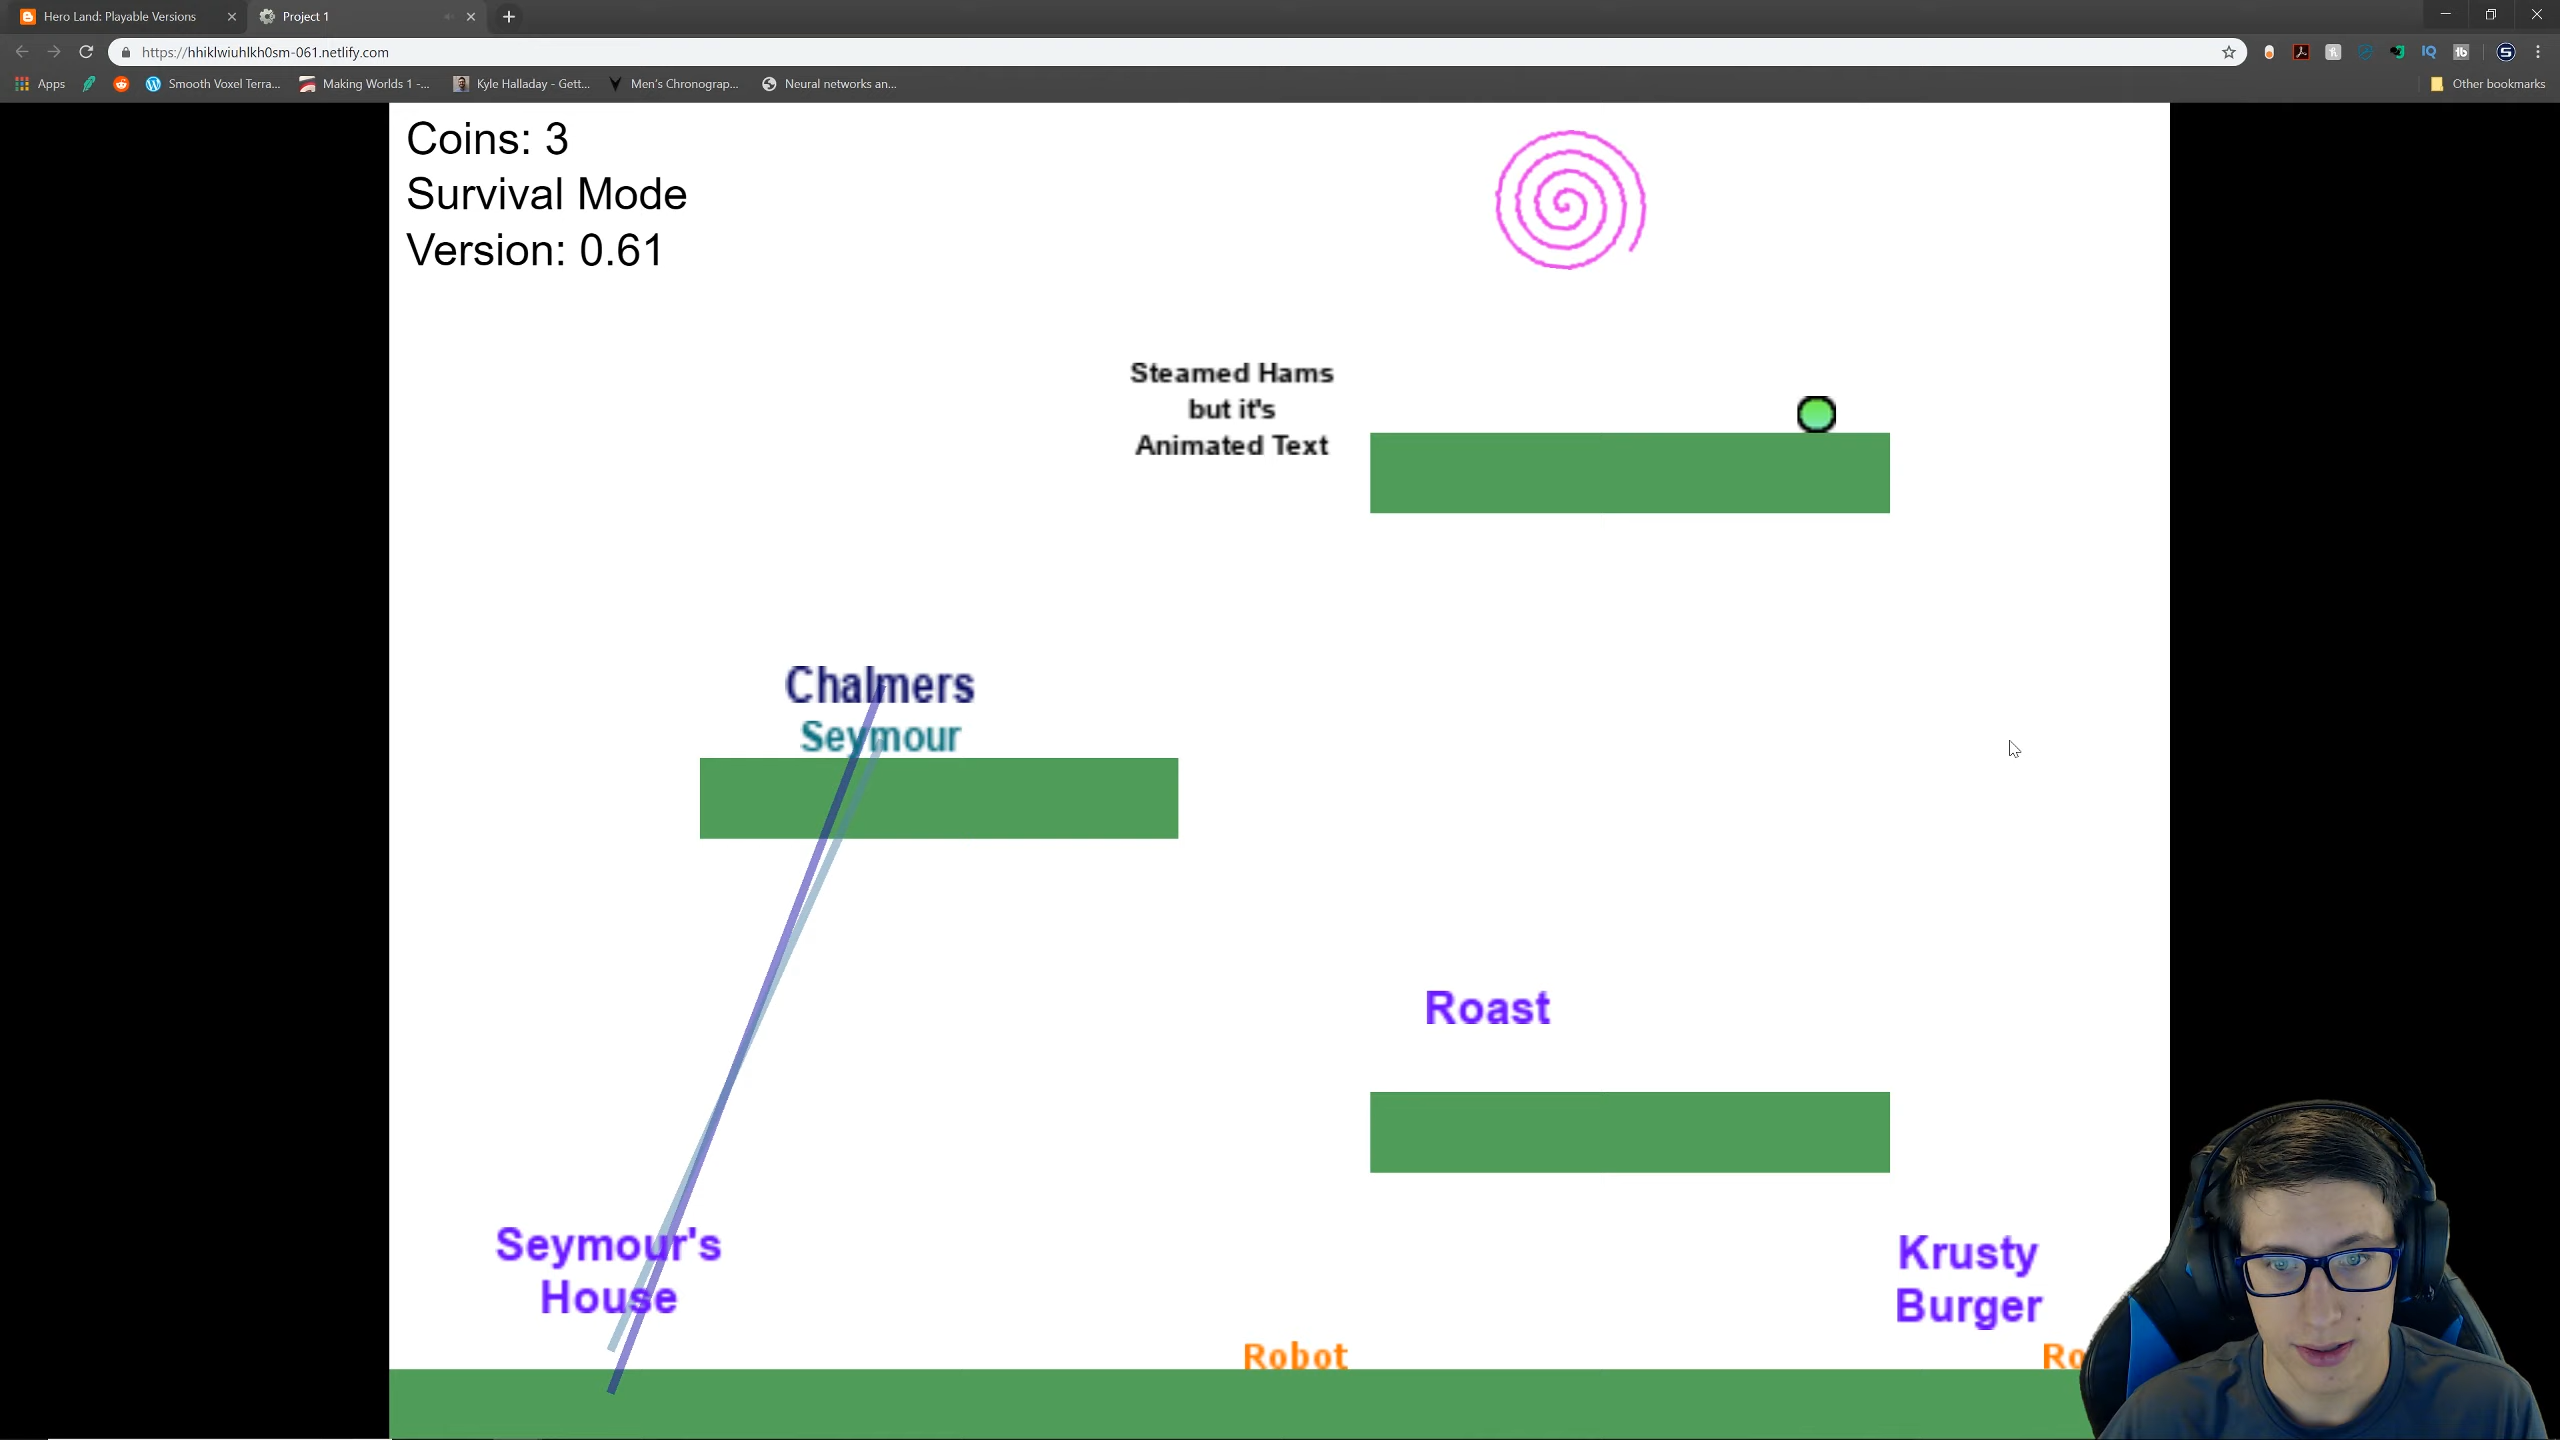 Hero Land: Playable Versions
Project 1
https://hhiklwiuhlkh0sm-061.netlify.com
Apps
Smooth Voxel Terra...
Making Worlds 1 -...
Kyle Halladay - Gett...
Men's Chronograp...
Neural networks an...
Other bookmarks
Coins: 3
Survival Mode
Version: 0.61
Steamed Hams
but it's
Animated Text
Chalmers
Seymour
Roast
Seymour's
House
Krusty
Burger
Robot
Ro